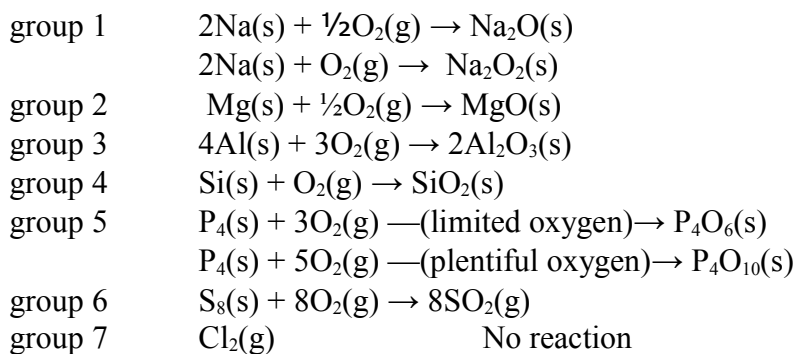 group 1 2Na(s) + ½O₂(g) → Na₂O(s)
2Na(s) + O₂(g) → Na₂O₂(s)
group 2 Mg(s) + ½O₂(g) → MgO(s)
group 3 4Al(s) + 3O₂(g) → 2Al₂O₃(s)
group 4 Si(s) + O₂(g) → SiO₂(s)
group 5 P₄(s) + 3O₂(g) —(limited oxygen)→ P₄O₆(s)
P₄(s) + 5O₂(g) —(plentiful oxygen)→ P₄O₁₀(s)
group 6 S₈(s) + 8O₂(g) → 8SO₂(g)
group 7 Cl₂(g) No reaction